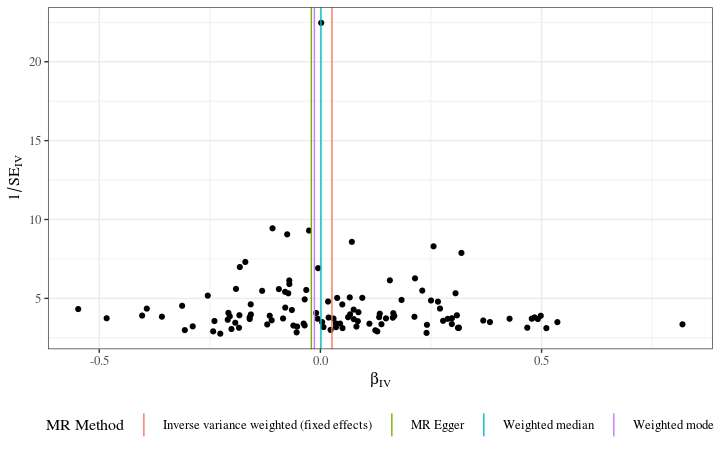 20
15
10
5
1/SE_IV
-0.5
0.0
0.5
β_IV
MR Method
Inverse variance weighted (fixed effects)
MR Egger
Weighted median
Weighted mode